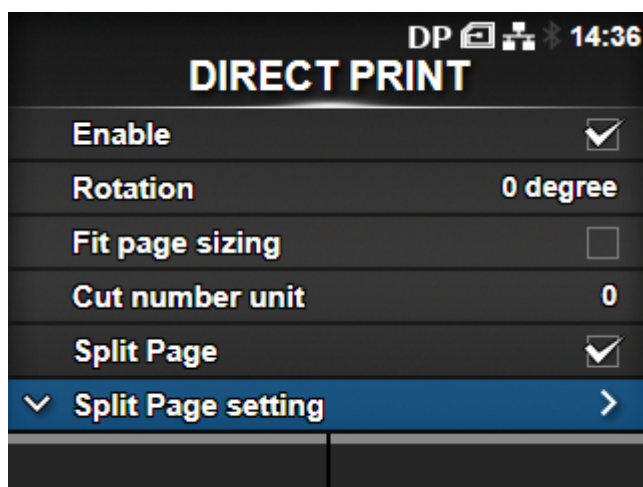 DP 14:36
DIRECT PRINT
Enable
Rotation 0 degree
Fit page sizing
Cut number unit 0
Split Page
Split Page setting